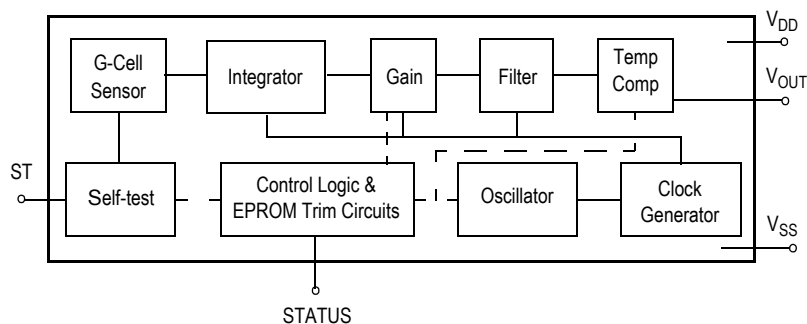 G-Cell
Sensor
Integrator
Gain
Filter
Temp
Comp
VDD
VOUT
ST
Self-test
Control Logic &
EPROM Trim Circuits
Oscillator
Clock
Generator
VSS
STATUS